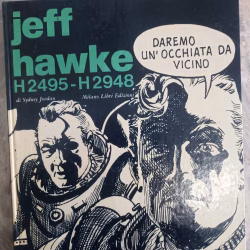 jeff
hawke
H2495-H2948
di Sydney Jordan Milano Libri Edizioni
DAREMO
UN'OCCHIATA DA
VICINO